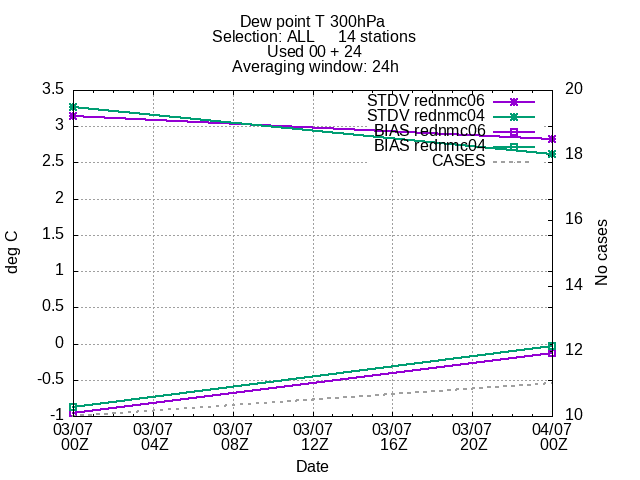 Dew point T 300hPa
Selection: ALL      14 stations
Used 00 + 24
Averaging window: 24h
STDV rednmc06
STDV rednmc04
BIAS rednmc06
BIAS rednmc04
CASES
3.5
3
2.5
2
1.5
1
0.5
0
-0.5
-1
deg C
20
18
16
14
12
10
No cases
03/07 03/07 03/07 03/07 03/07 03/07 04/07
00Z 04Z 08Z 12Z 16Z 20Z 00Z
Date